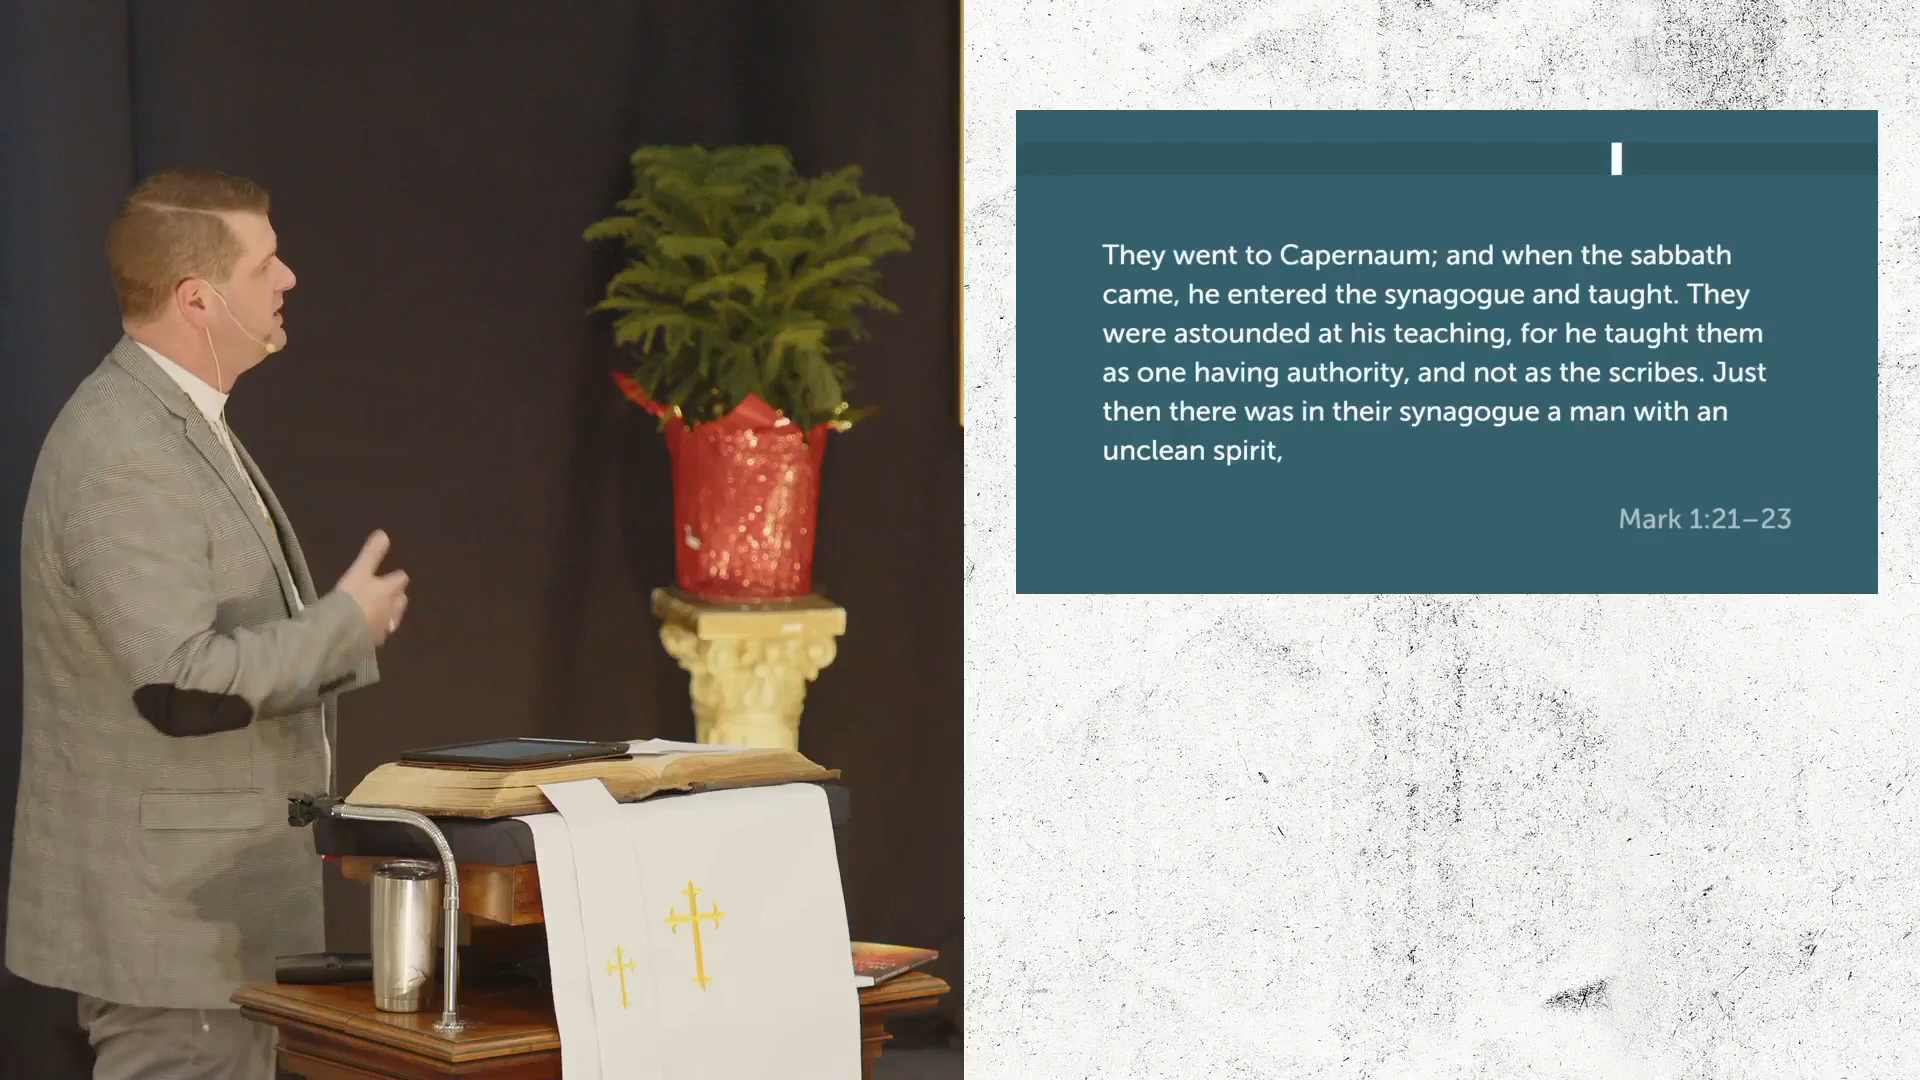 They went to Capernaum; and when the sabbath
came, he entered the synagogue and taught. They
were astounded at his teaching, for he taught them
as one having authority, and not as the scribes. Just
then there was in their synagogue a man with an
unclean spirit,
Mark 1:21–23